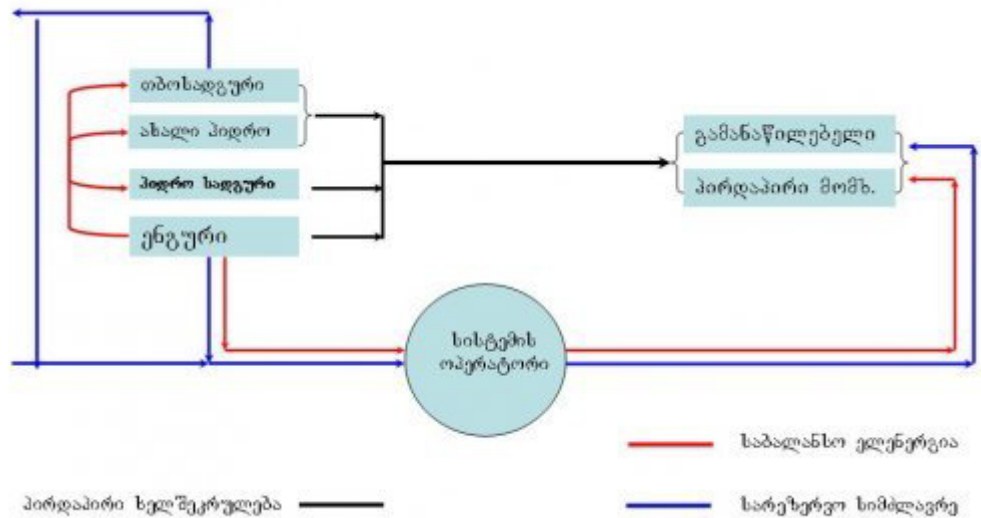 თბოსადგური
ახალი ჰიდრო
ჰიდრო სადგური
ენგური
გამანაწილებელი
პირდაპირი მომხ.
სისტემის
ოპერატორი
საბალანსო ელენერგია
პირდაპირი ხელშეკრულება
სარეზერვო სიმძლავრე